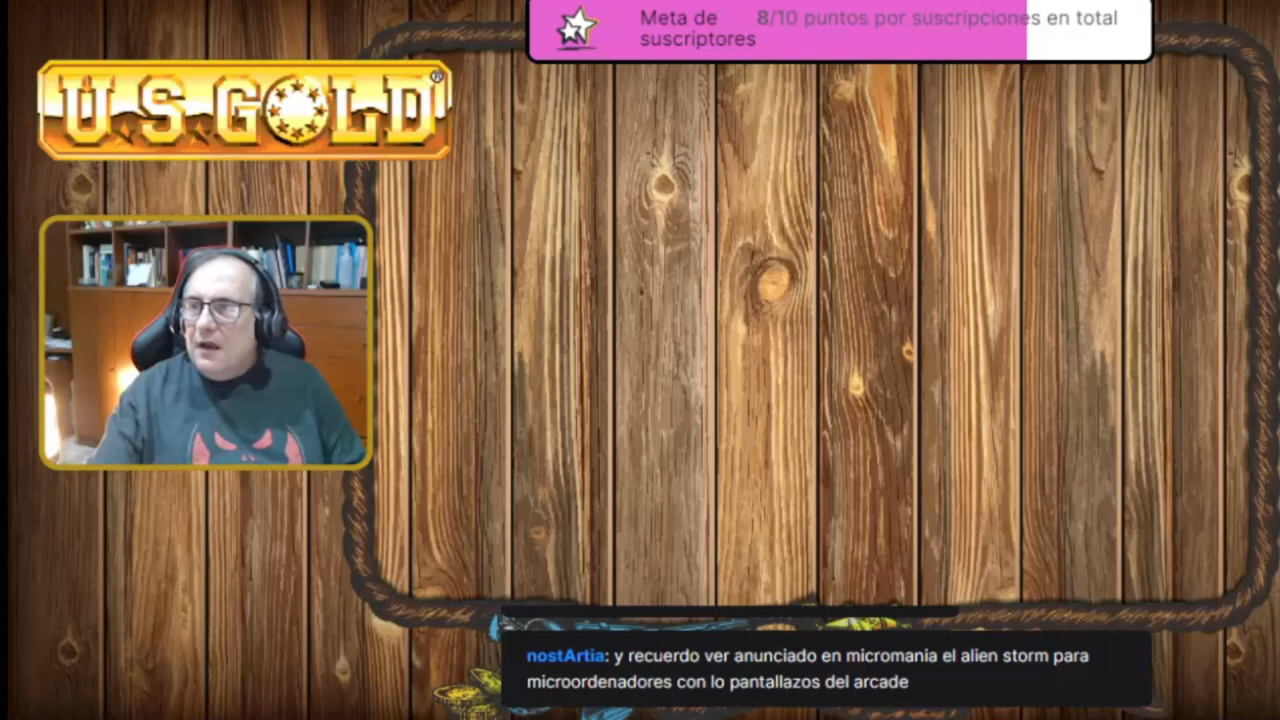 Meta de
suscriptores
8/10 puntos por suscripciones en total
U.S.GOLD®
nostArtia: y recuerdo ver anunciado en micromania el alien storm para
microordenadores con lo pantallazos del arcade